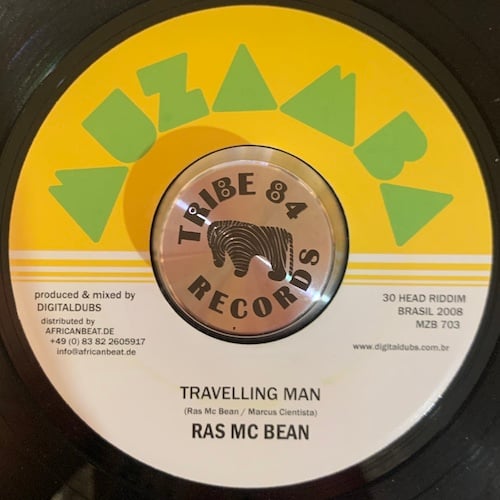 MUZAMBA
TRIBE 84
RECORDS
produced & mixed by
DIGITALDUBS
distributed by
AFRICANBEAT.DE
+49 (0) 83 82 2605917
info@africanbeat.de
30 HEAD RIDDIM
BRASIL 2008
MZB 703
www.digitaldubs.com.br
TRAVELLING MAN
(Ras Mc Bean / Marcus Cientista)
RAS MC BEAN